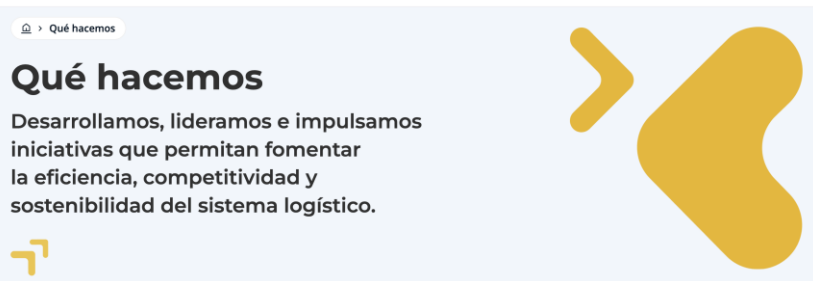 > Qué hacemos
Qué hacemos
Desarrollamos, lideramos e impulsamos
iniciativas que permitan fomentar
la eficiencia, competitividad y
sostenibilidad del sistema logístico.